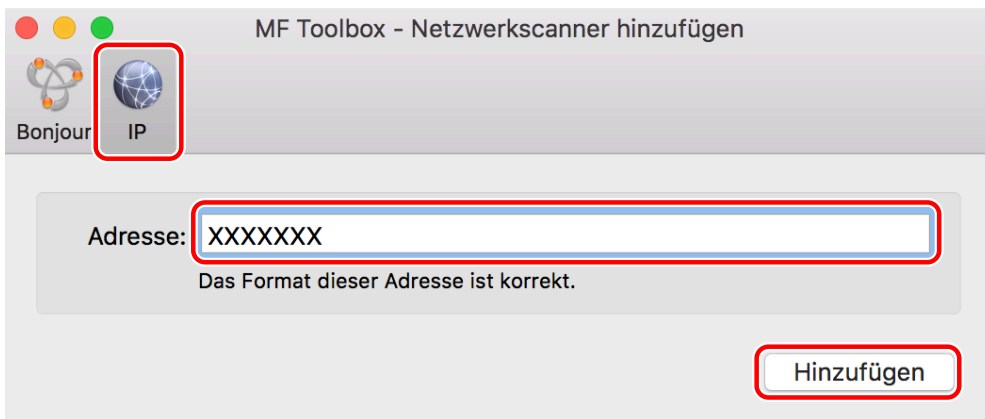 MF Toolbox - Netzwerkscanner hinzufügen
Bonjour IP
Adresse: XXXXXXX
Das Format dieser Adresse ist korrekt.
Hinzufügen